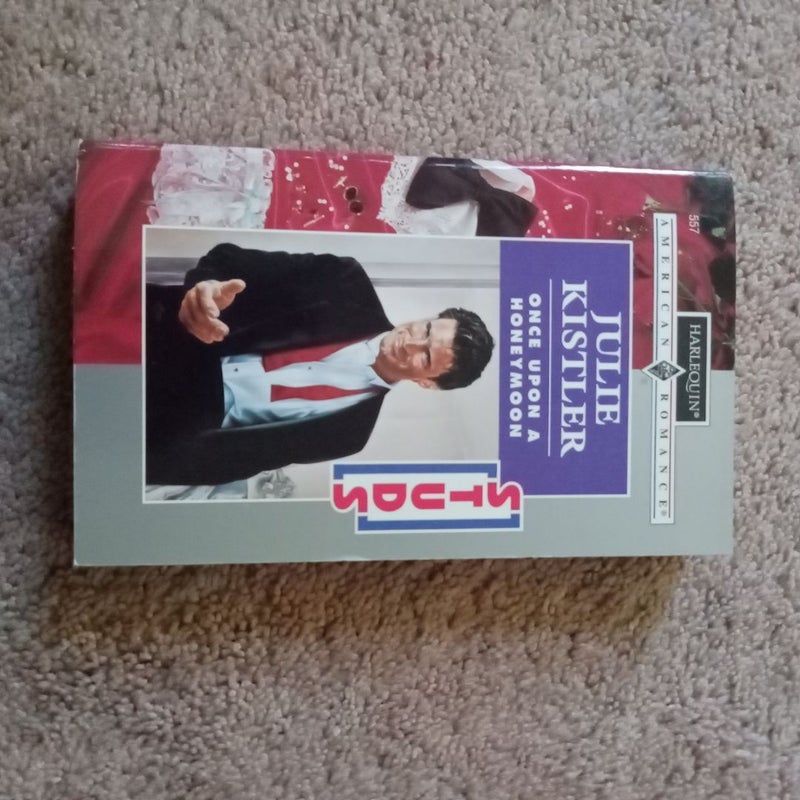 557
HARLEQUIN®
AMERICAN ROMANCE®
JULIE
KISTLER
ONCE UPON A
HONEYMOON
STUDS